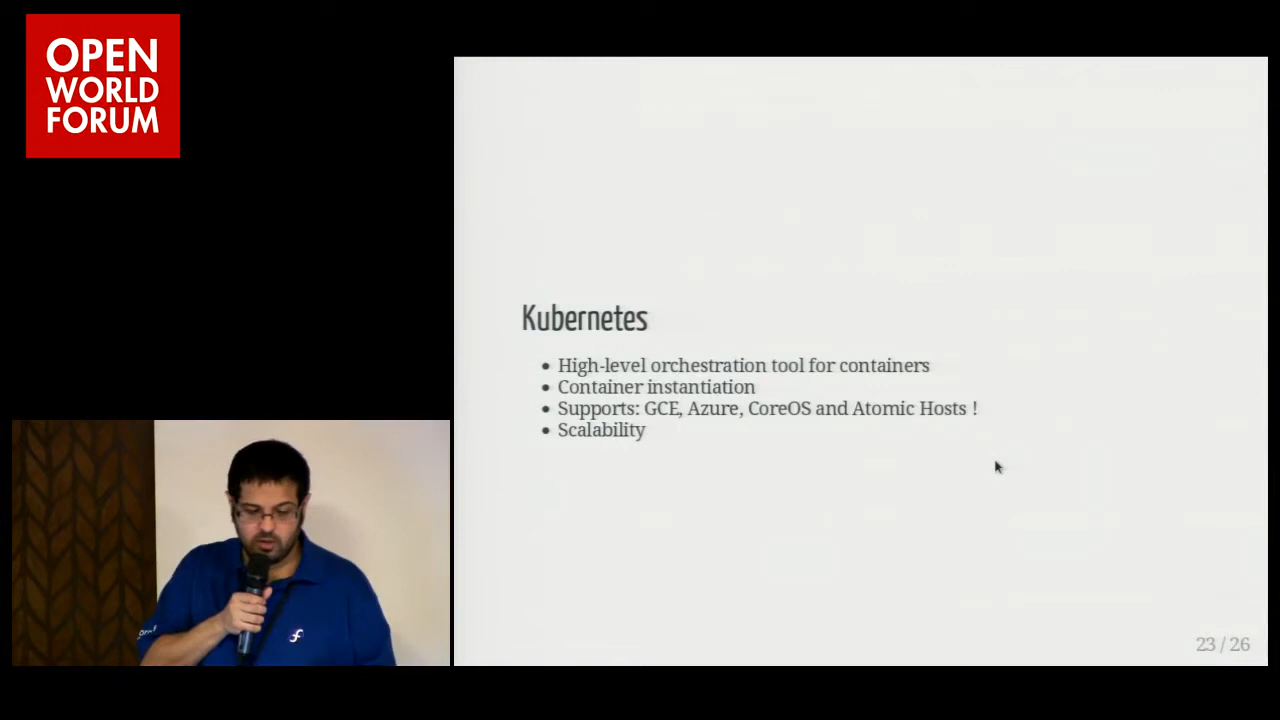 OPEN
WORLD
FORUM
Kubernetes
High-level orchestration tool for containers
Container instantiation
Supports: GCE, Azure, CoreOS and Atomic Hosts !
Scalability
23 / 26